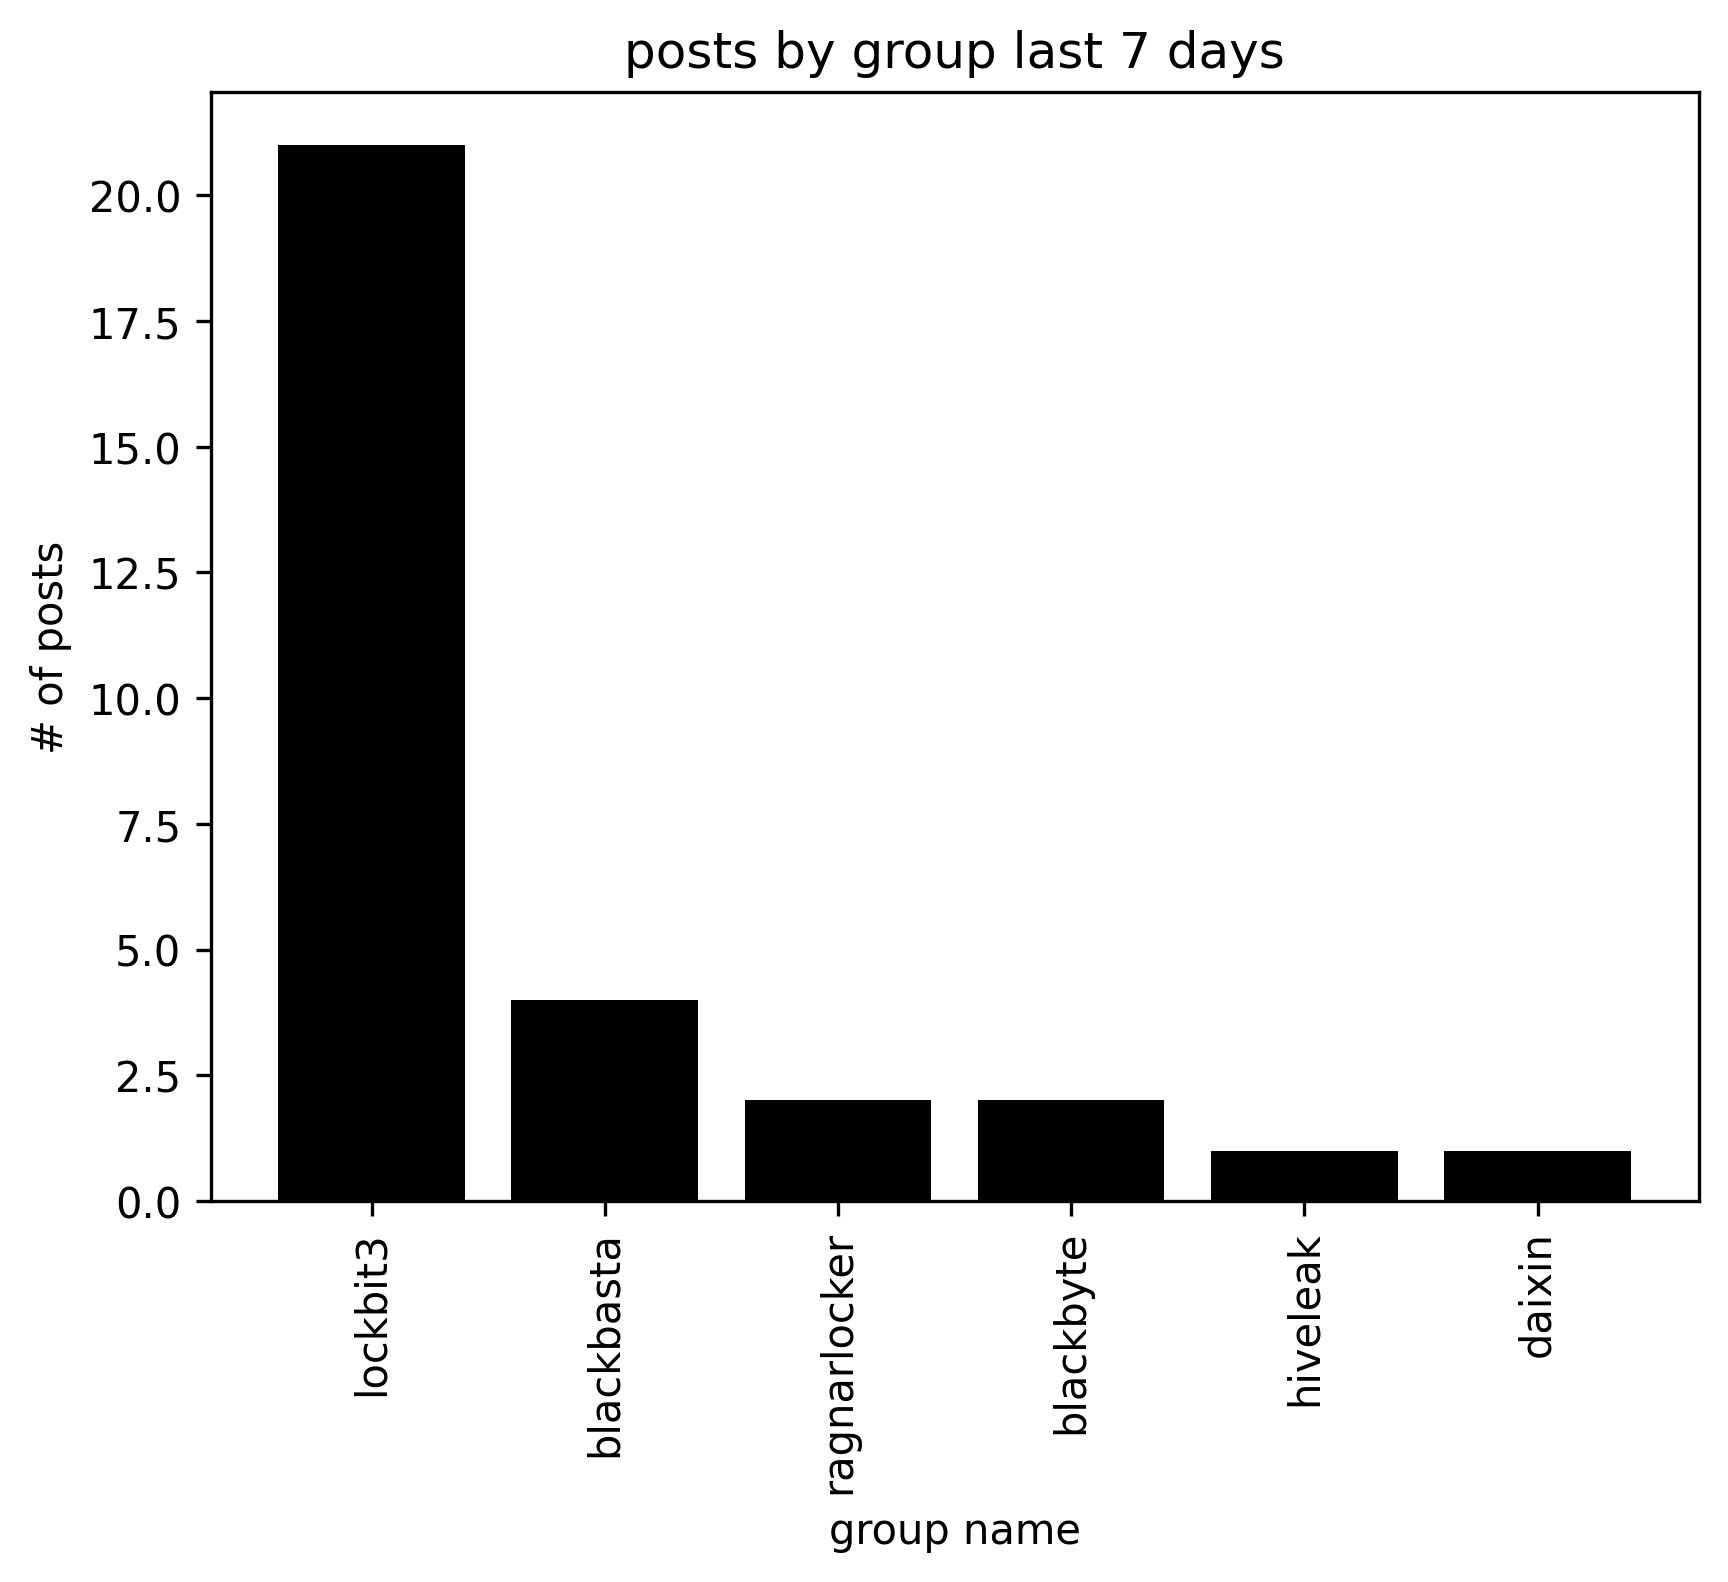 posts by group last 7 days
# of posts
20.0
17.5
15.0
12.5
10.0
7.5
5.0
2.5
0.0
lockbit3
blackbasta
ragnarlocker
blackbyte
hiveleak
daixin
group name